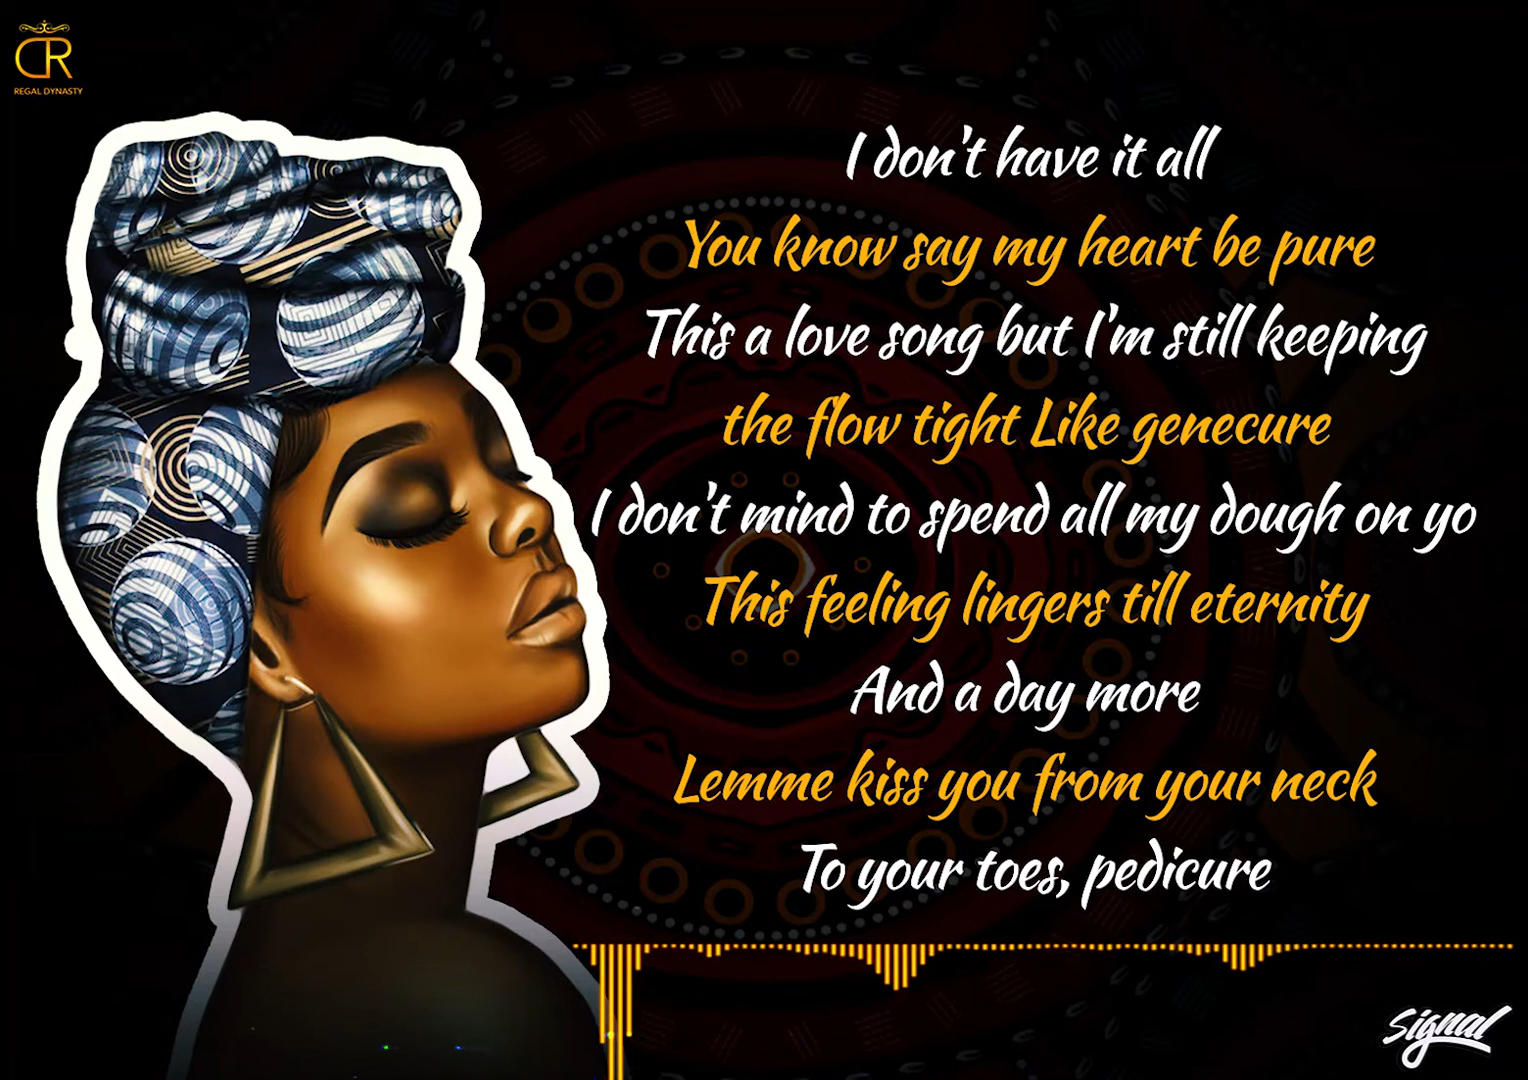 REGAL DYNASTY
I don't have it all
You know say my heart be pure
This a love song but I'm still keeping
the flow tight Like genecure
I don't mind to spend all my dough on yo
This feeling lingers till eternity
And a day more
Lemme kiss you from your neck
To your toes, pedicure
Signal